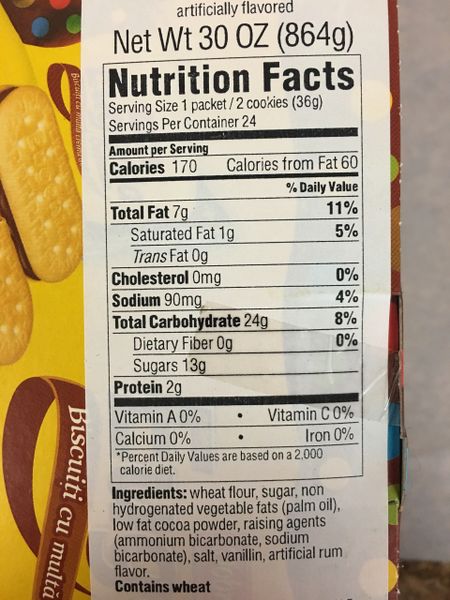 artificially flavored
Net Wt 30 OZ (864g)
Nutrition Facts
Serving Size 1 packet / 2 cookies (36g)
Servings Per Container 24
Amount per Serving
Calories 170 Calories from Fat 60
% Daily Value
Total Fat 7g 11%
Saturated Fat 1g 5%
Trans Fat 0g
Cholesterol 0mg 0%
Sodium 90mg 4%
Total Carbohydrate 24g 8%
Dietary Fiber 0g 0%
Sugars 13g
Protein 2g
Vitamin A 0% • Vitamin C 0%
Calcium 0% • Iron 0%
*Percent Daily Values are based on a 2,000
calorie diet.
Ingredients: wheat flour, sugar, non
hydrogenated vegetable fats (palm oil),
low fat cocoa powder, raising agents
(ammonium bicarbonate, sodium
bicarbonate), salt, vanillin, artificial rum
flavor.
Contains wheat
Biscuiți cu multă